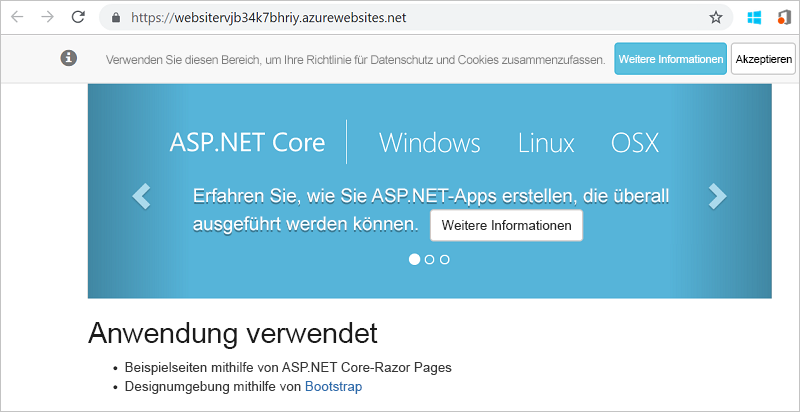 https://websitervjb34k7bhriy.azurewebsites.net
Verwenden Sie diesen Bereich, um Ihre Richtlinie für Datenschutz und Cookies zusammenzufassen. Weitere Informationen Akzeptieren
ASP.NET Core Windows Linux OSX
Erfahren Sie, wie Sie ASP.NET-Apps erstellen, die überall
ausgeführt werden können. Weitere Informationen
Anwendung verwendet
• Beispielseiten mithilfe von ASP.NET Core-Razor Pages
• Designumgebung mithilfe von Bootstrap